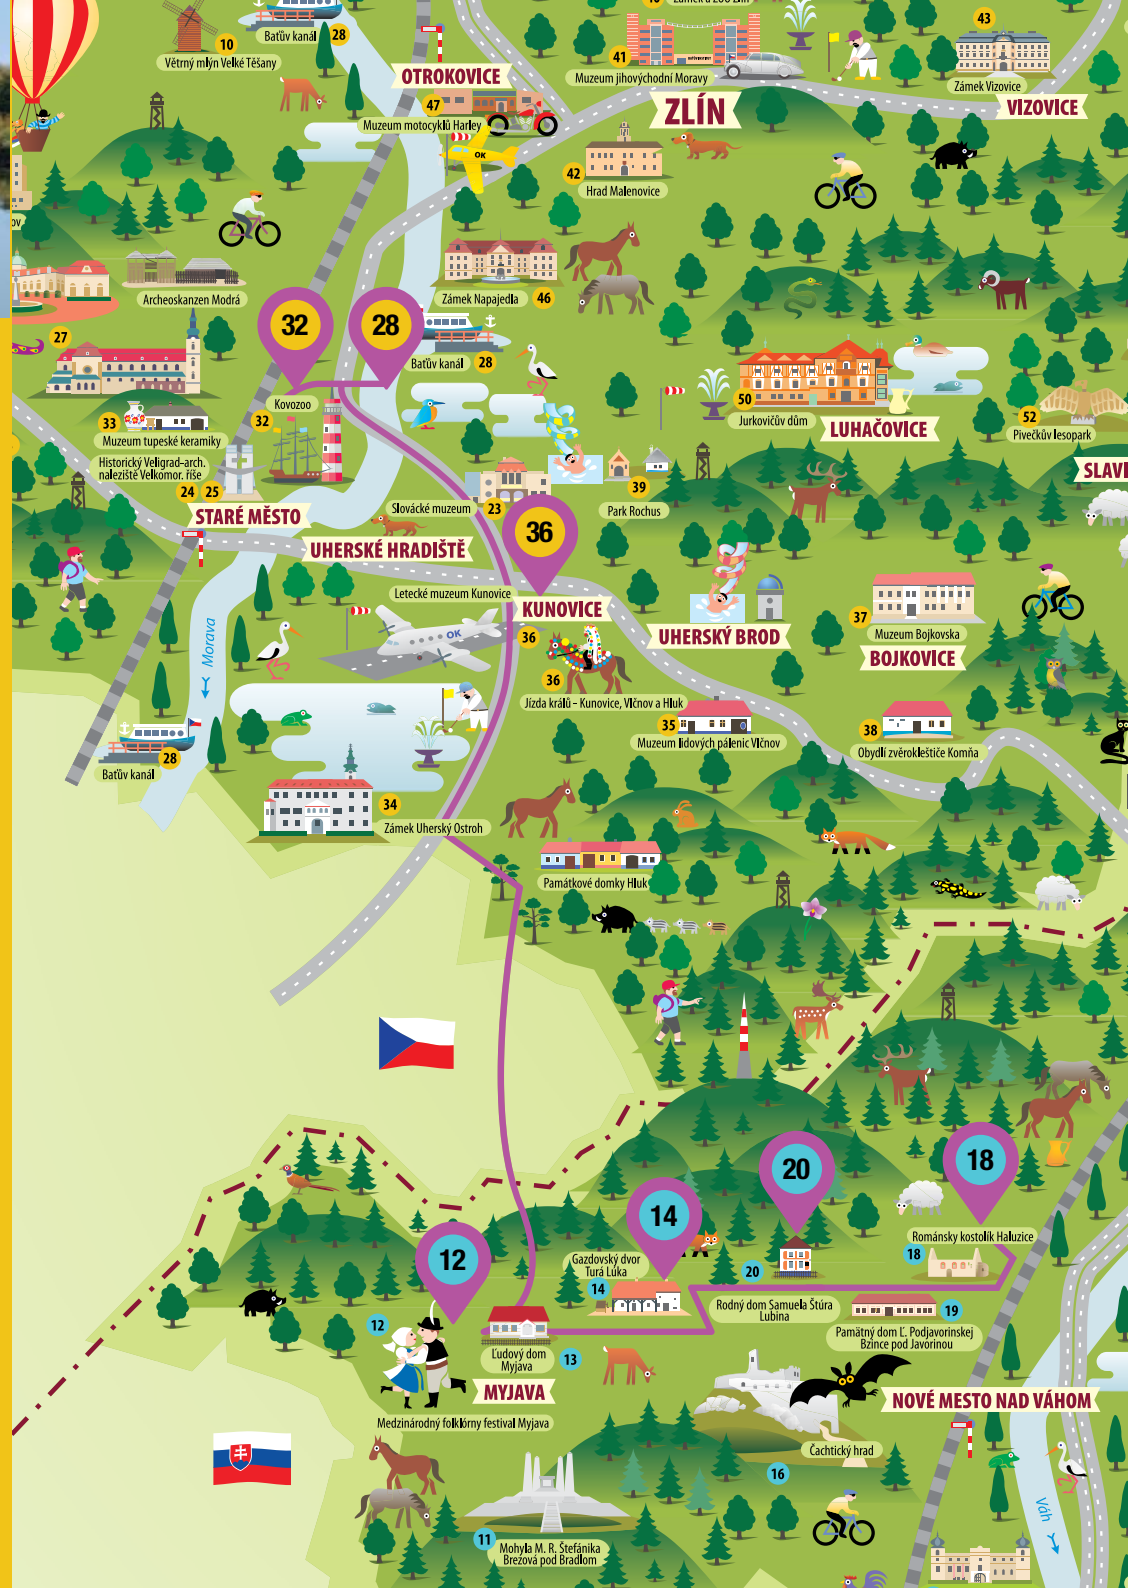 10
Větrný mlýn Velké Těšany
Baťův kanál
28
OTROKOVICE
47
Muzeum motocyklů Harley
OK
41
Muzeum jihovýchodní Moravy
ZLÍN
43
Zámek Vizovice
VIZOVICE
42
Hrad Malenovice
Archeoskanzen Modrá
Zámek Napajedla
46
32
28
27
Baťův kanál
28
33
Muzeum tupeské keramiky
Historický Veligrad-arch.
naleziště Velkomor. říše
24
25
STARÉ MĚSTO
Kovozoo
32
Slovácké muzeum
23
39
Park Rochus
50
Jurkovičův dům
LUHAČOVICE
52
Pivečkův lesopark
SLAVI
UHERSKÉ HRADIŠTĚ
36
Letecké muzeum Kunovice
KUNOVICE
OK
36
36
Jízda králů – Kunovice, Vlčnov a Hluk
UHERSKÝ BROD
37
Muzeum Bojkovska
BOJKOVICE
35
Muzeum lidových pálenic Vlčnov
38
Obydlí zvěrokleštiče Komňa
Morava
Baťův kanál
28
34
Zámek Uherský Ostroh
Památkové domky Hluk
12
14
20
18
Gazdovský dvor
Turá Lúka
14
20
Rodný dom Samuela Štúra
Lubina
Románsky kostolík Haluzice
18
19
Pamätný dom Ľ. Podjavorinskej
Bzince pod Javorinou
12
Ľudový dom
Myjava
13
MYJAVA
Medzinárodný folklórny festival Myjava
NOVÉ MESTO NAD VÁHOM
Čachtický hrad
16
11
Mohyla M. R. Štefánika
Brezová pod Bradlom
Váh